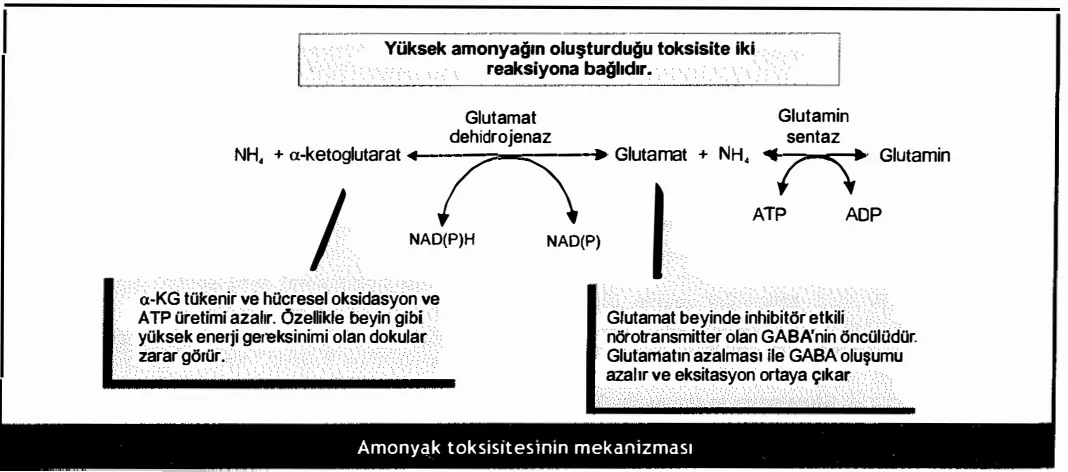 Yüksek amonyağın oluşturduğu toksisite iki
reaksiyona bağlıdır.
Glutamat
dehidrojenaz
Glutamin
sentaz
NH₄ + α-ketoglutarat
Glutamat + NH₄
Glutamin
NAD(P)H
NAD(P)
ATP
ADP
α-KG tükenir ve hücresel oksidasyon ve
ATP üretimi azalır. Özellikle beyin gibi
yüksek enerji gereksinimi olan dokular
zarar görür.
Glutamat beyinde inhibitör etkili
nörotransmitter olan GABA'nin öncülüdür.
Glutamatın azalması ile GABA oluşumu
azalır ve eksitasyon ortaya çıkar
Amonyak toksisitesinin mekanizması